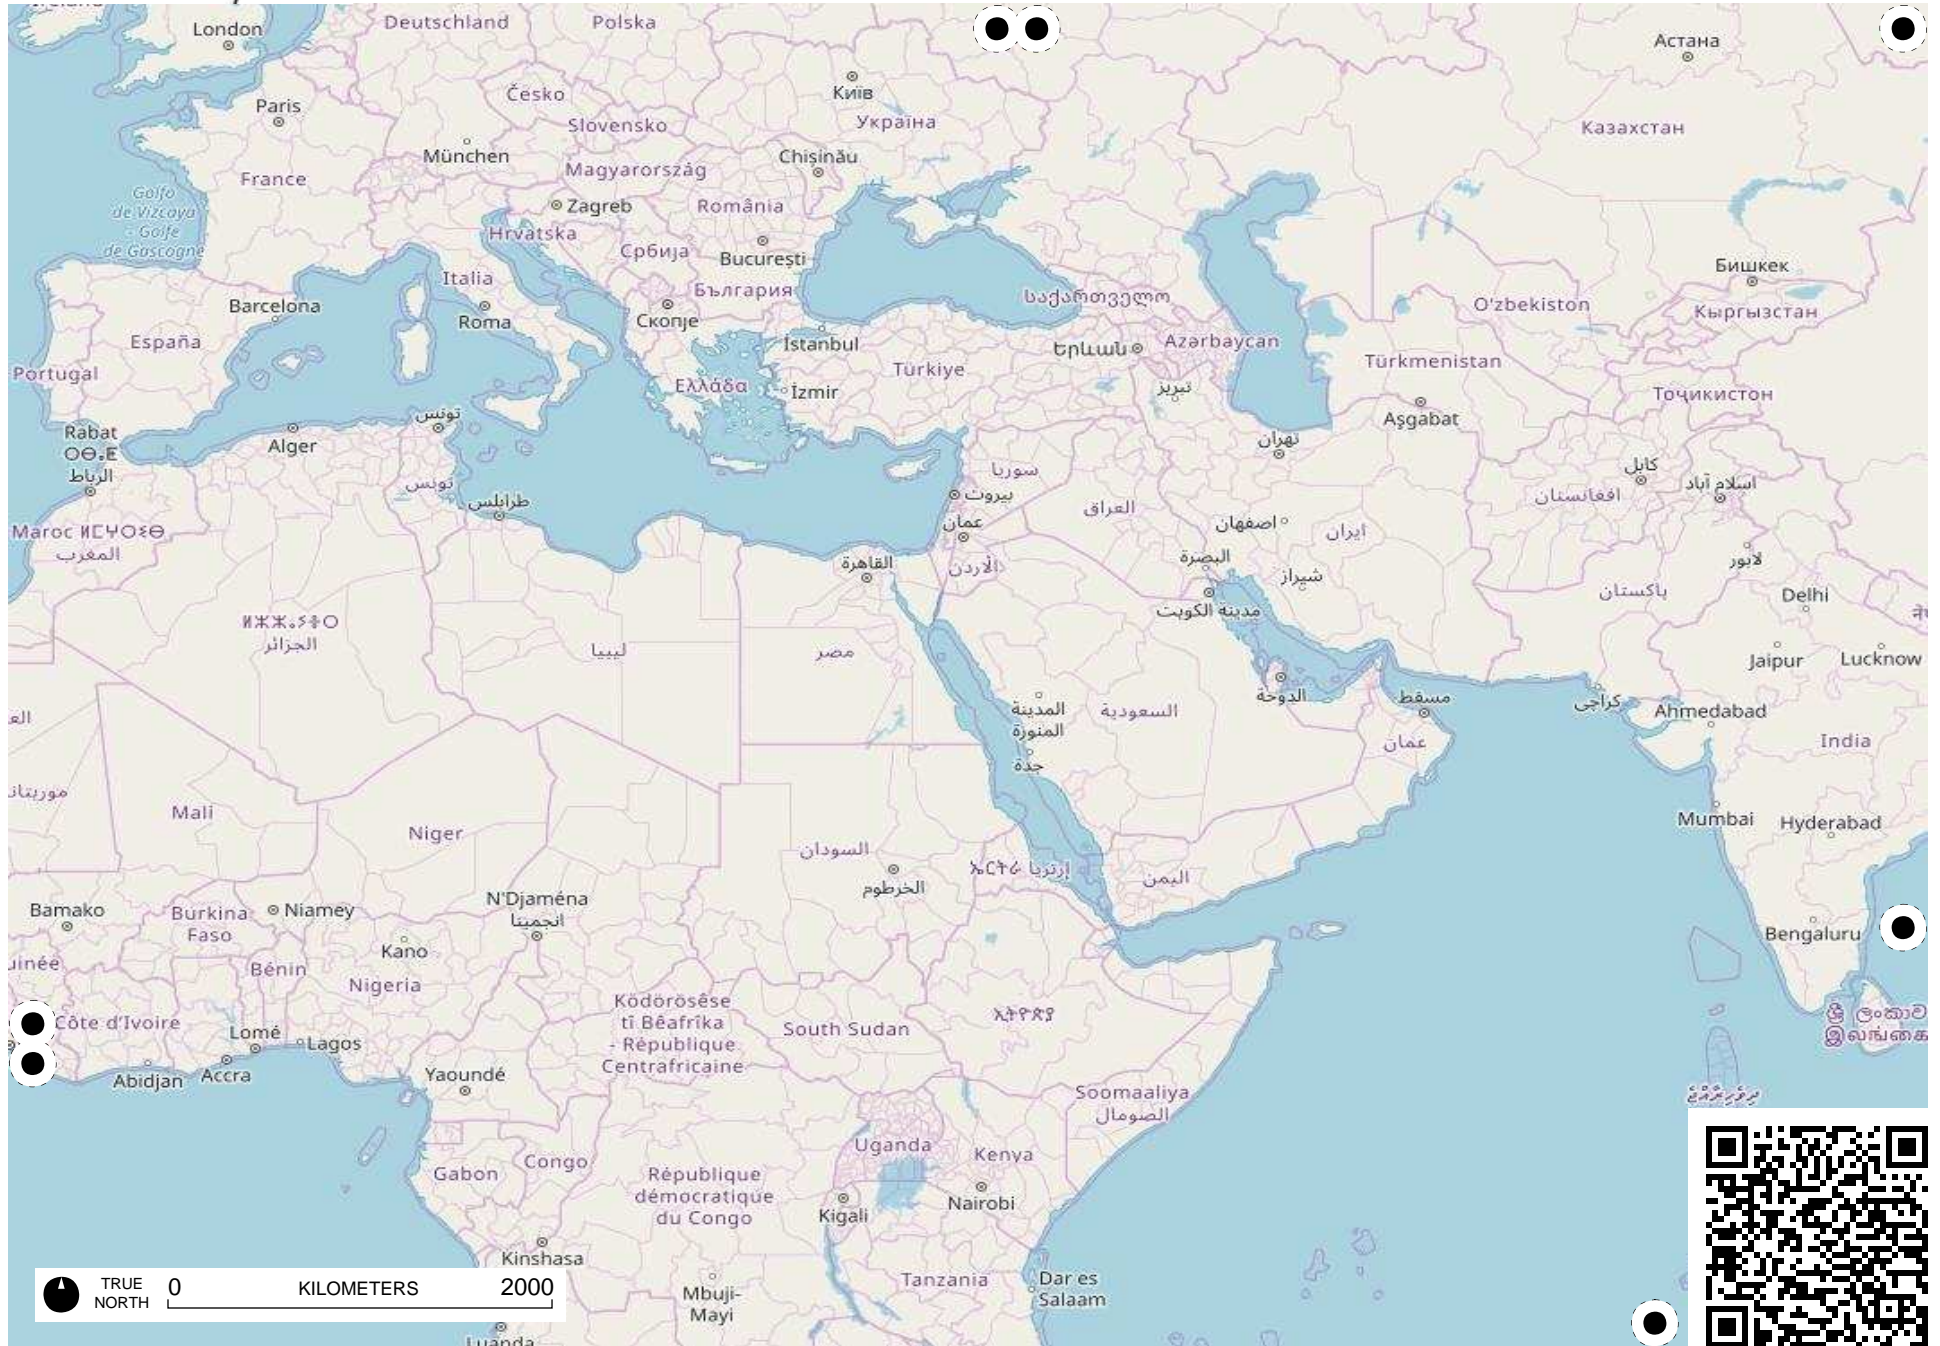 London
Deutschland
Polska
Астана
Paris
Česko
Київ
Україна
Slovensko
Казахстан
München
Magyarország
Chișinău
France
Golfo
de Vizcaya
- Golfe
de Gascogne
Zagreb
România
Hrvatska
Србија
București
Бишкек
Italia
България
საქართველო
Oʻzbekiston
Кыргызстан
Barcelona
Roma
Скопје
España
İstanbul
Երևան
Azərbaycan
Türkmenistan
Portugal
Ελλάδα
İzmir
Türkiye
تبریز
Тоҷикистон
تونس
Aşgabat
Rabat
ⵔⴱⴰⵟ
الرباط
Alger
تهران
سوريا
کابل
اسلام آباد
تونس
طرابلس
بيروت
العراق
افغانستان
عمان
اصفهان
ایران
Maroc ⵍⵎⵖⵔⵉⴱ
المغرب
القاهرة
الأردن
البصرة
شیراز
لاہور
پاکستان
Delhi
مدينة الكويت
ⵍⵣⵣⴰⵢⴻⵔ
الجزائر
ليبيا
مصر
Jaipur
Lucknow
المدينة
المنورة
السعودية
الدوحة
مسقط
کراچی
Ahmedabad
عمان
India
جدة
Mali
Niger
Mumbai
Hyderabad
السودان
ኤርትራ إرتريا
اليمن
الخرطوم
Bamako
Burkina
Faso
Niamey
N'Djaména
انجمينا
Kano
Bengaluru
Bénin
Nigeria
Ködörösêse
tî Bêafrîka
- République
Centrafricaine
South Sudan
ኢትዮጵያ
Côte d'Ivoire
Lomé
Lagos
Abidjan
Accra
Yaoundé
Soomaaliya
الصومال
ދިވެހިރާއްޖެ
Uganda
Kenya
Gabon
Congo
République
démocratique
du Congo
Kigali
Nairobi
Kinshasa
Mbuji-
Mayi
Tanzania
Dar es
Salaam
TRUE
NORTH
0 KILOMETERS 2000
Luanda